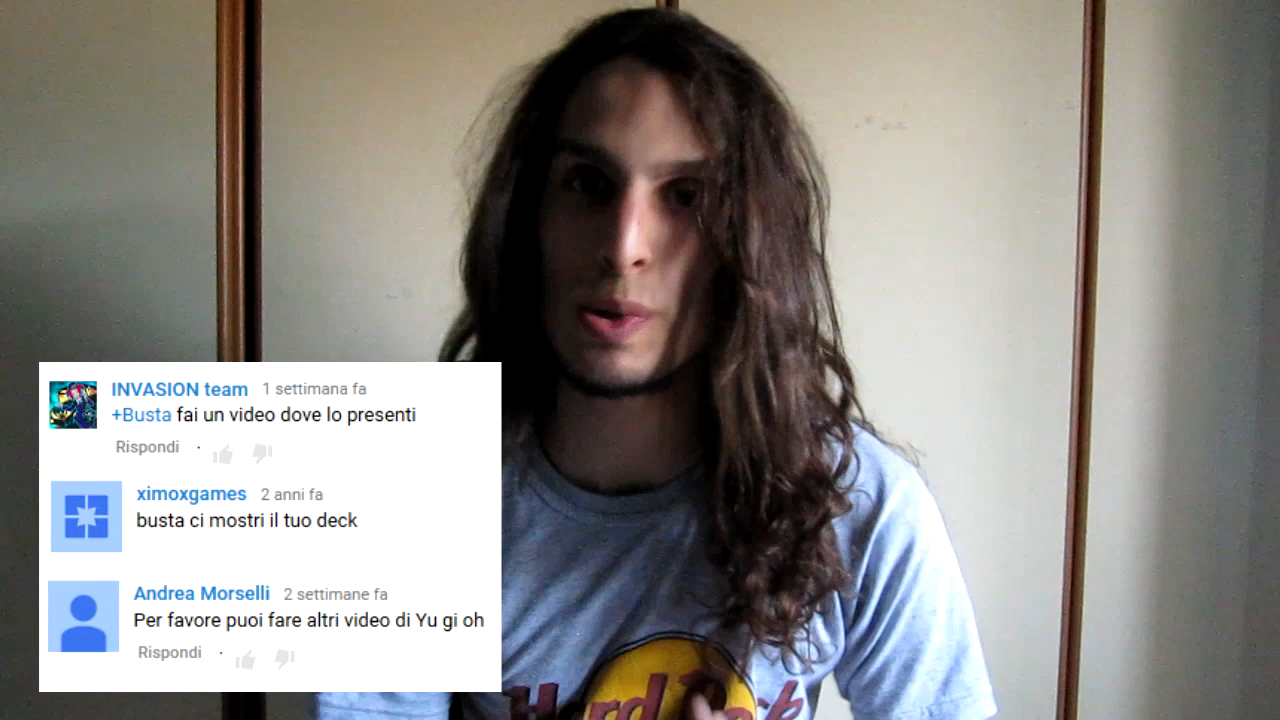 INVASION team 1 settimana fa
+Busta fai un video dove lo presenti
Rispondi ·
ximoxgames 2 anni fa
busta ci mostri il tuo deck
Andrea Morselli 2 settimane fa
Per favore puoi fare altri video di Yu gi oh
Rispondi ·
Hard Rock